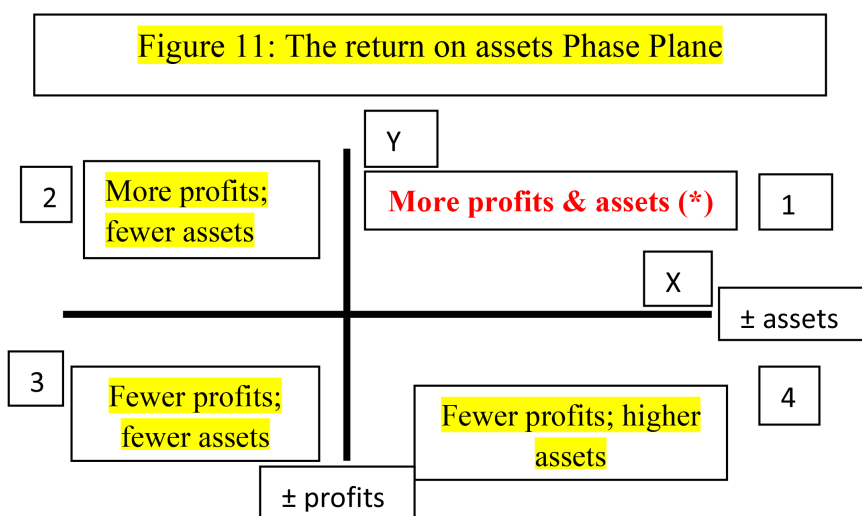 Figure 11: The return on assets Phase Plane
Y
2
More profits;
fewer assets
More profits & assets (*)
1
X
± assets
3
Fewer profits;
fewer assets
Fewer profits; higher
assets
4
± profits